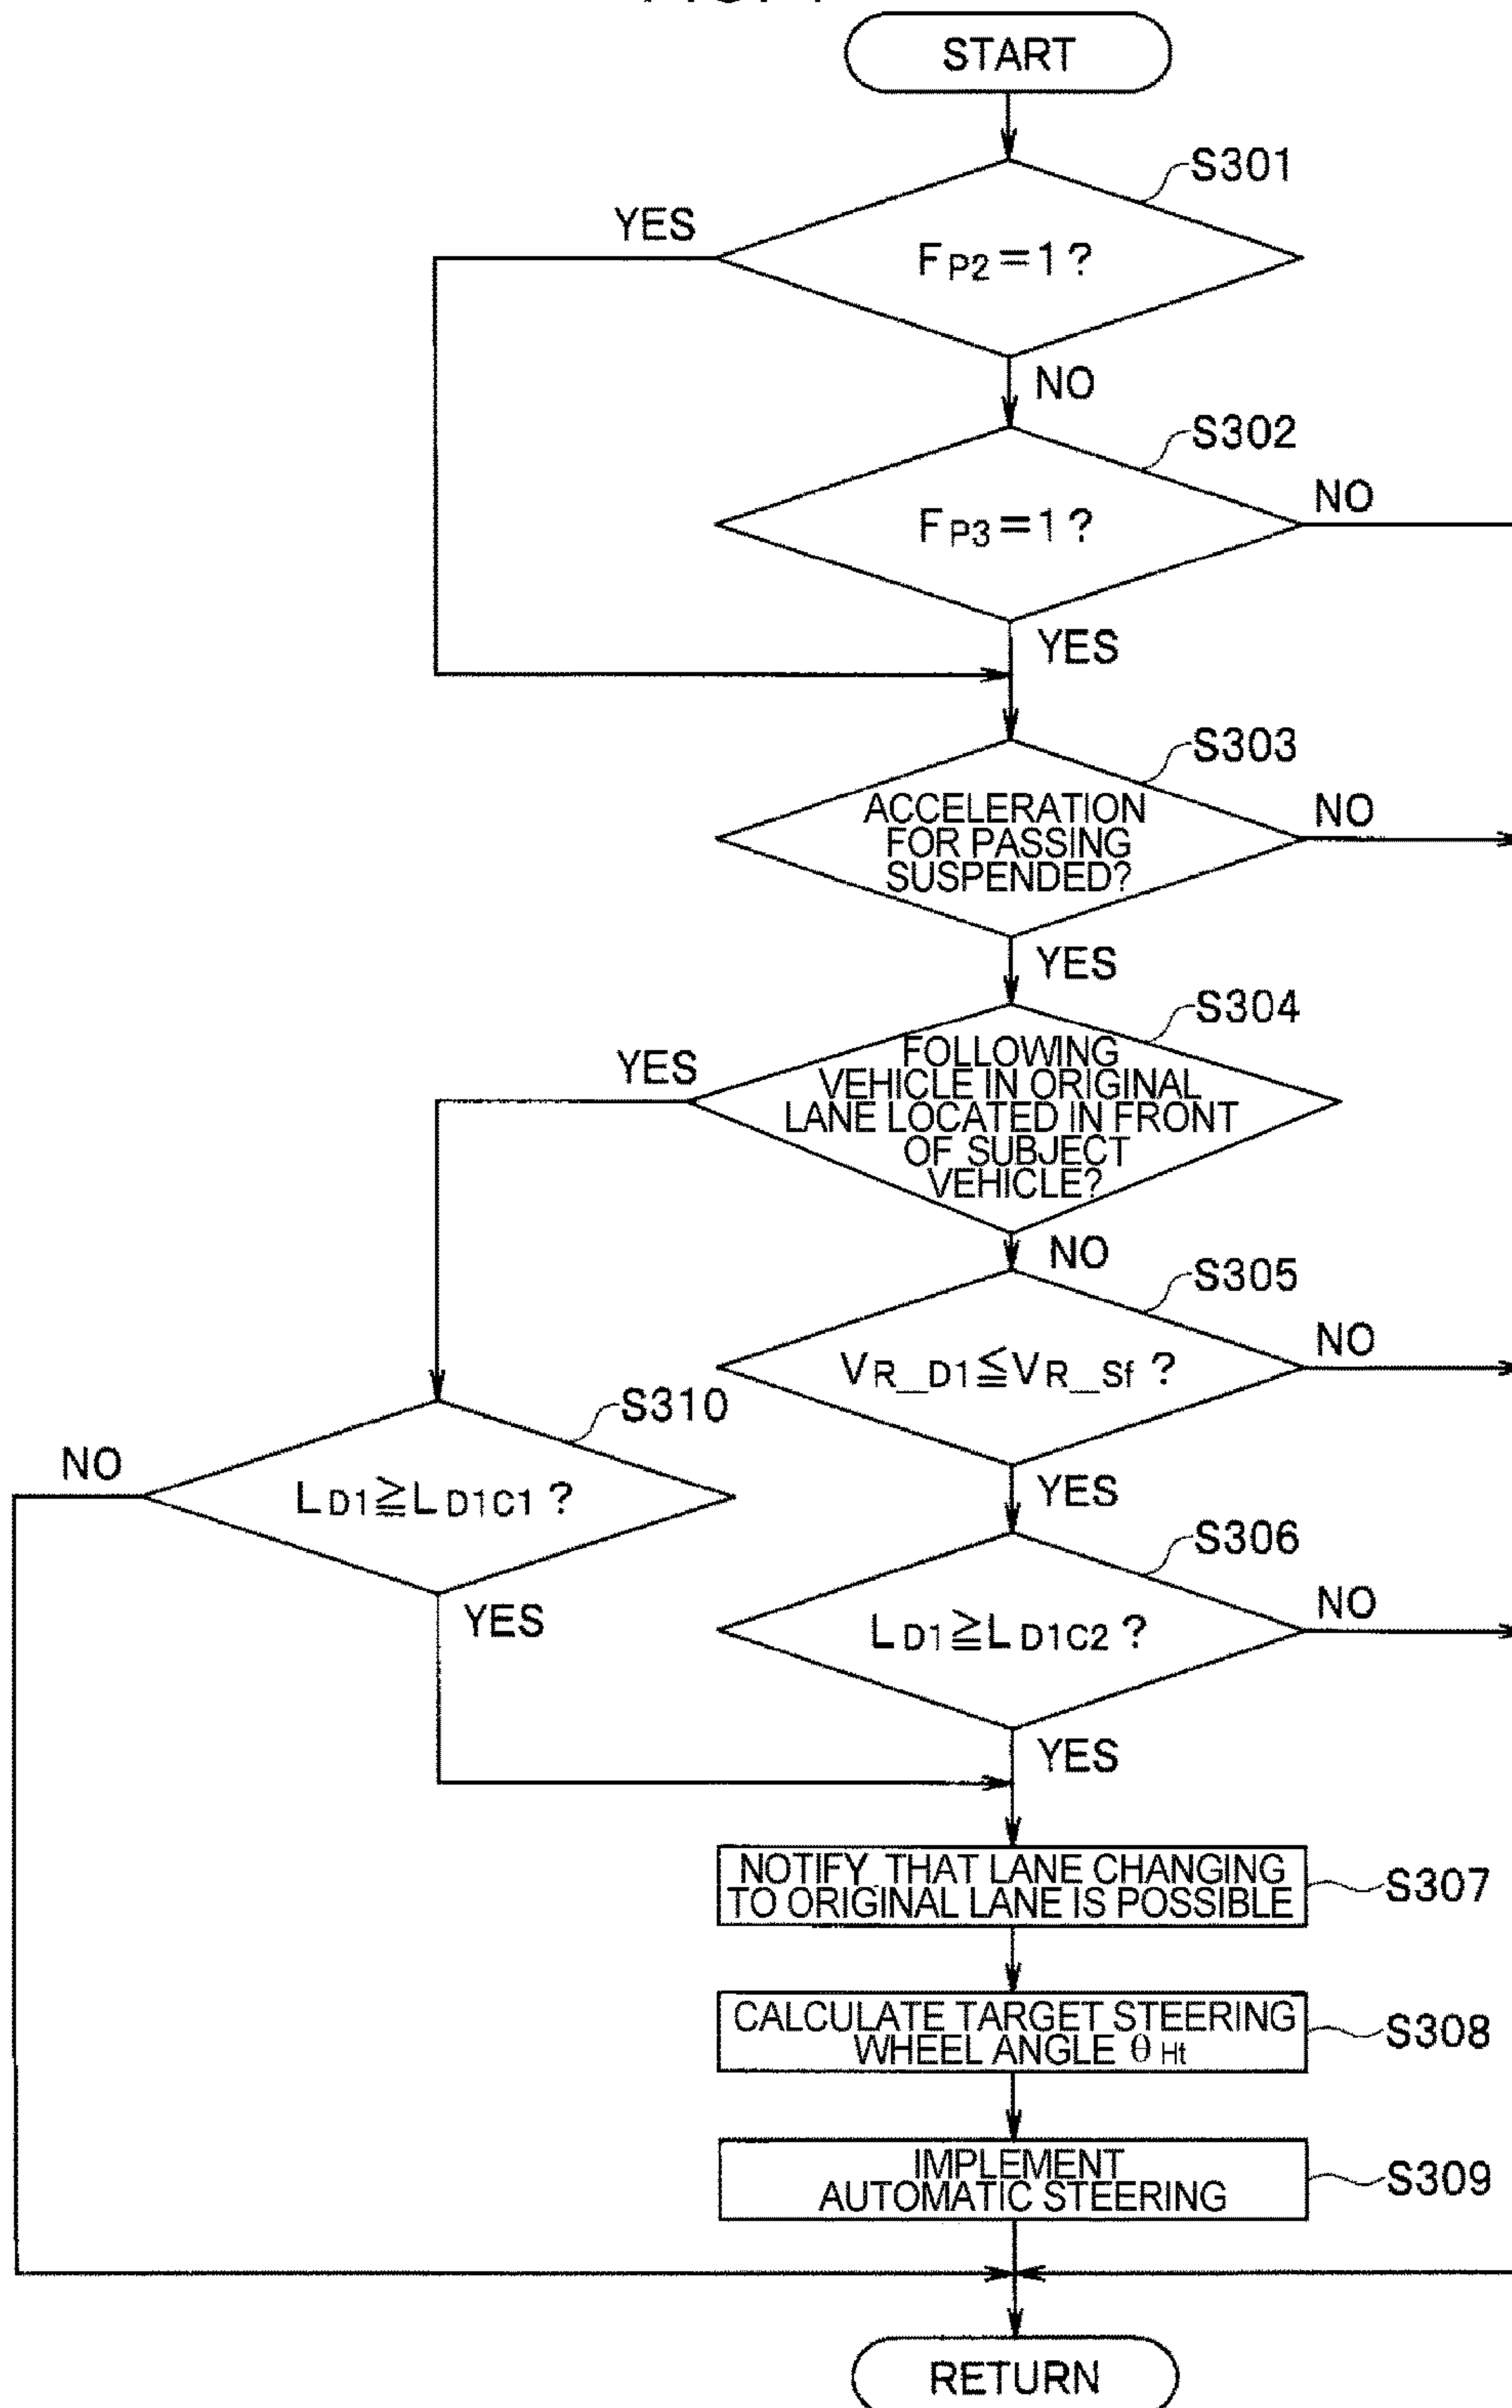 START
S301
YES
FP2=1?
NO
S302
FP3=1?
NO
YES
S303
ACCELERATION
FOR PASSING
SUSPENDED?
NO
YES
S304
YES
FOLLOWING
VEHICLE IN ORIGINAL
LANE LOCATED IN FRONT
OF SUBJECT
VEHICLE?
NO
S305
VR_D1≦VR_Sf ?
NO
YES
S310
NO
LD1≧LD1C1 ?
YES
S306
LD1≧LD1C2 ?
NO
YES
NOTIFY THAT LANE CHANGING
TO ORIGINAL LANE IS POSSIBLE
S307
CALCULATE TARGET STEERING
WHEEL ANGLE θHt
S308
IMPLEMENT
AUTOMATIC STEERING
S309
RETURN